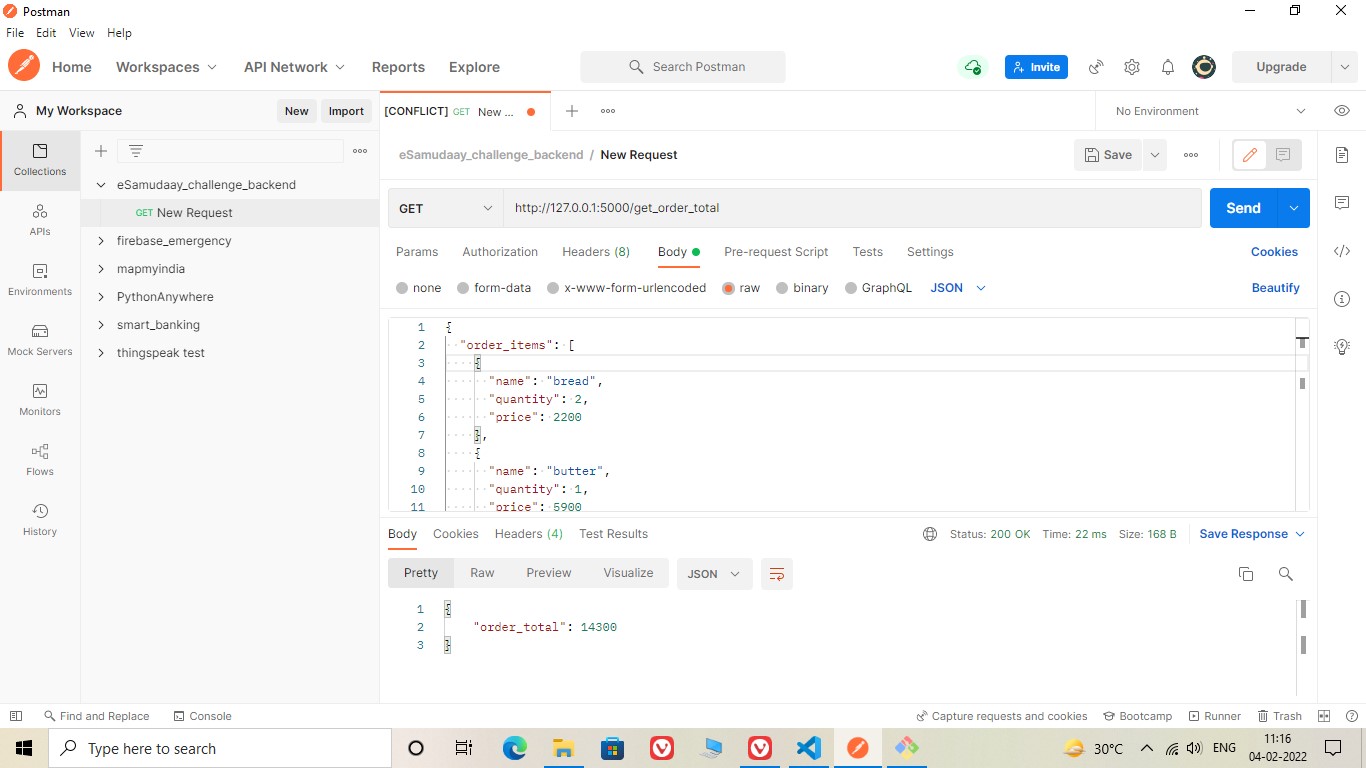 Postman
File Edit View Help
Home Workspaces API Network Reports Explore Search Postman Invite Upgrade
My Workspace New Import [CONFLICT] GET New ... No Environment
eSamudaay_challenge_backend / New Request Save
Collections
APIs
Environments
Mock Servers
Monitors
Flows
History
eSamudaay_challenge_backend
GET New Request
firebase_emergency
mapmyindia
PythonAnywhere
smart_banking
thingspeak test
GET http://127.0.0.1:5000/get_order_total Send
Params Authorization Headers (8) Body Pre-request Script Tests Settings Cookies
none form-data x-www-form-urlencoded raw binary GraphQL JSON Beautify
1 {
2 "order_items": [
3 {
4 "name": "bread",
5 "quantity": 2,
6 "price": 2200
7 },
8 {
9 "name": "butter",
10 "quantity": 1,
11 "price": 5900
Body Cookies Headers (4) Test Results Status: 200 OK Time: 22 ms Size: 168 B Save Response
Pretty Raw Preview Visualize JSON
1 {
2 "order_total": 14300
3 }
Find and Replace Console Capture requests and cookies Bootcamp Runner Trash
Type here to search 30°C ENG 11:16
04-02-2022